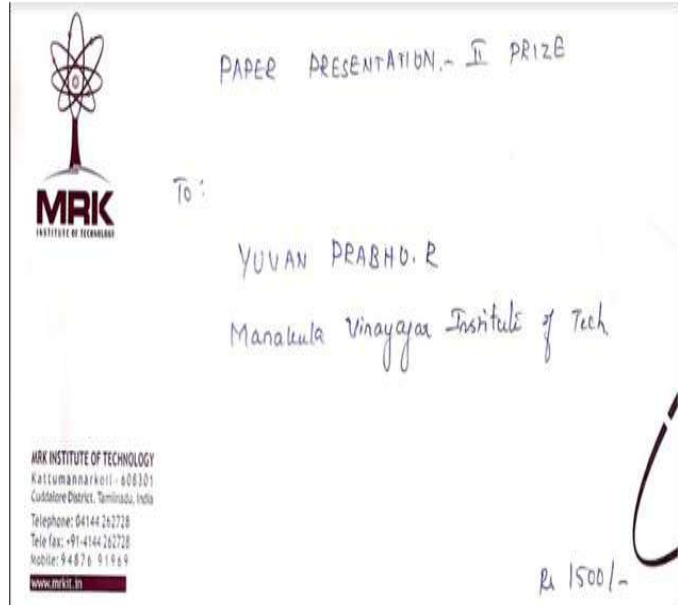 PAPER PRESENTATION.- II PRIZE
To:
MRK
INSTITUTE OF TECHNOLOGY
YUVAN PRABHU.R
Manakula Vinayagar Institute of Tech
MRK INSTITUTE OF TECHNOLOGY
Kattumannarkoil - 608301
Cuddalore District, Tamilnadu, India
Telephone: 04144 262728
Tele fax: +91-4144 262728
Mobile: 94876 91969
www.mrkit.in
Rs 1500/-